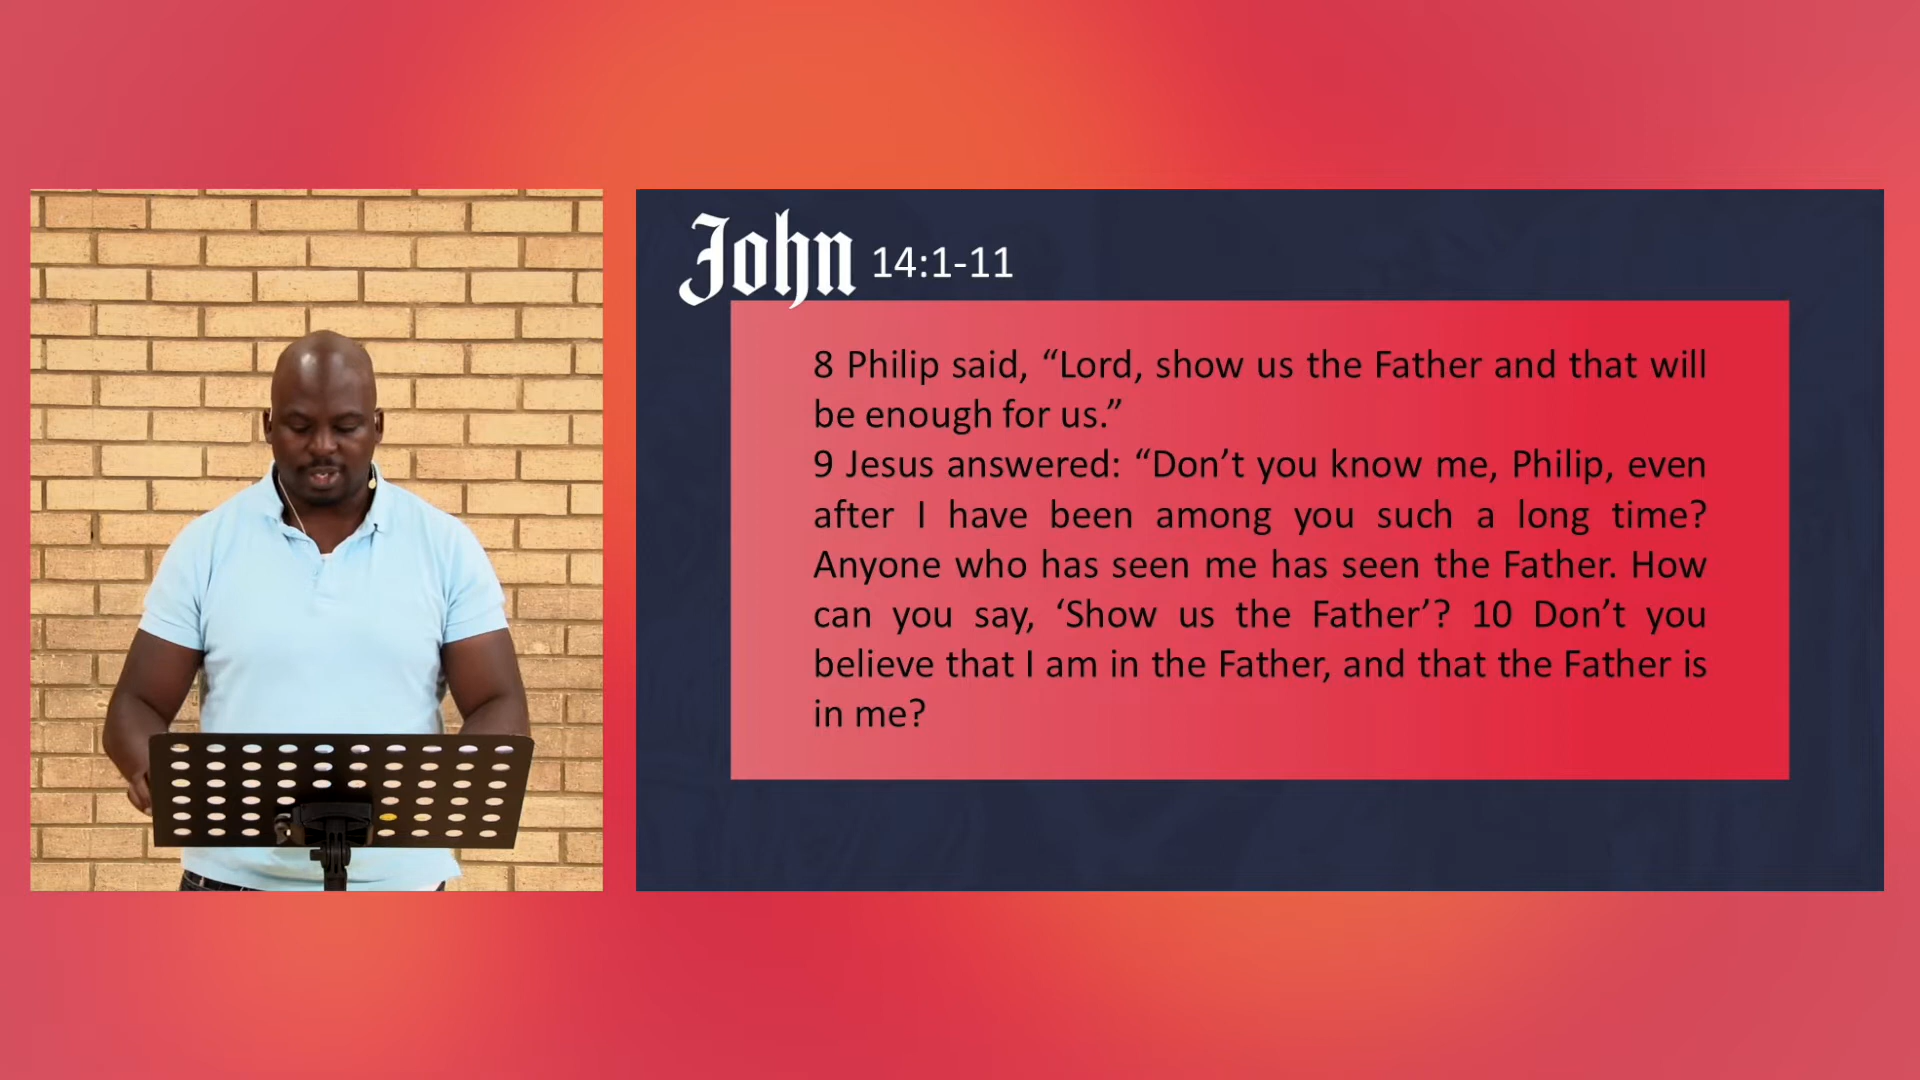 John 14:1-11
8 Philip said, “Lord, show us the Father and that will
be enough for us.”
9 Jesus answered: “Don’t you know me, Philip, even
after I have been among you such a long time?
Anyone who has seen me has seen the Father. How
can you say, ‘Show us the Father’? 10 Don’t you
believe that I am in the Father, and that the Father is
in me?